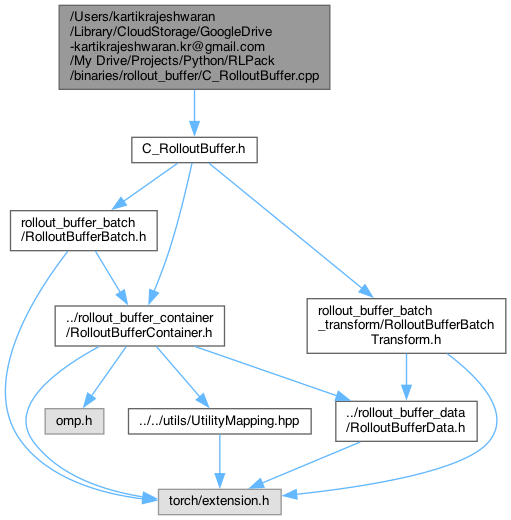 /Users/kartikrajeshwaran
/Library/CloudStorage/GoogleDrive
-kartikrajeshwaran.kr@gmail.com
/My Drive/Projects/Python/RLPack
/binaries/rollout_buffer/C_RolloutBuffer.cpp
C_RolloutBuffer.h
rollout_buffer_batch
/RolloutBufferBatch.h
../rollout_buffer_container
/RolloutBufferContainer.h
rollout_buffer_batch
_transform/RolloutBufferBatch
Transform.h
omp.h
../../utils/UtilityMapping.hpp
../rollout_buffer_data
/RolloutBufferData.h
torch/extension.h